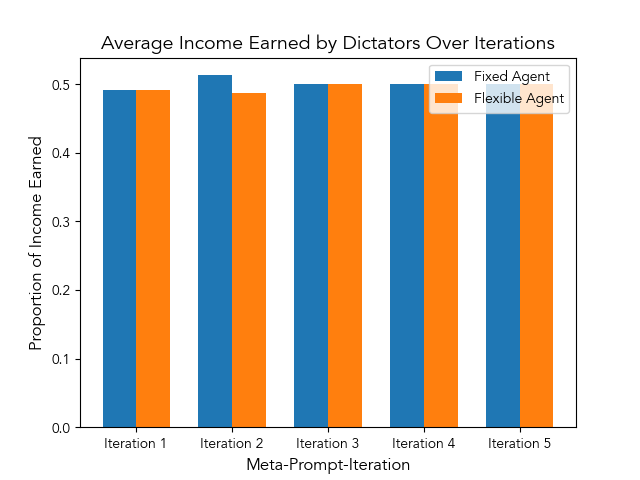 Average Income Earned by Dictators Over Iterations
Fixed Agent
Flexible Agent
Proportion of Income Earned
0.5
0.4
0.3
0.2
0.1
0.0
Iteration 1
Iteration 2
Iteration 3
Iteration 4
Iteration 5
Meta-Prompt-Iteration